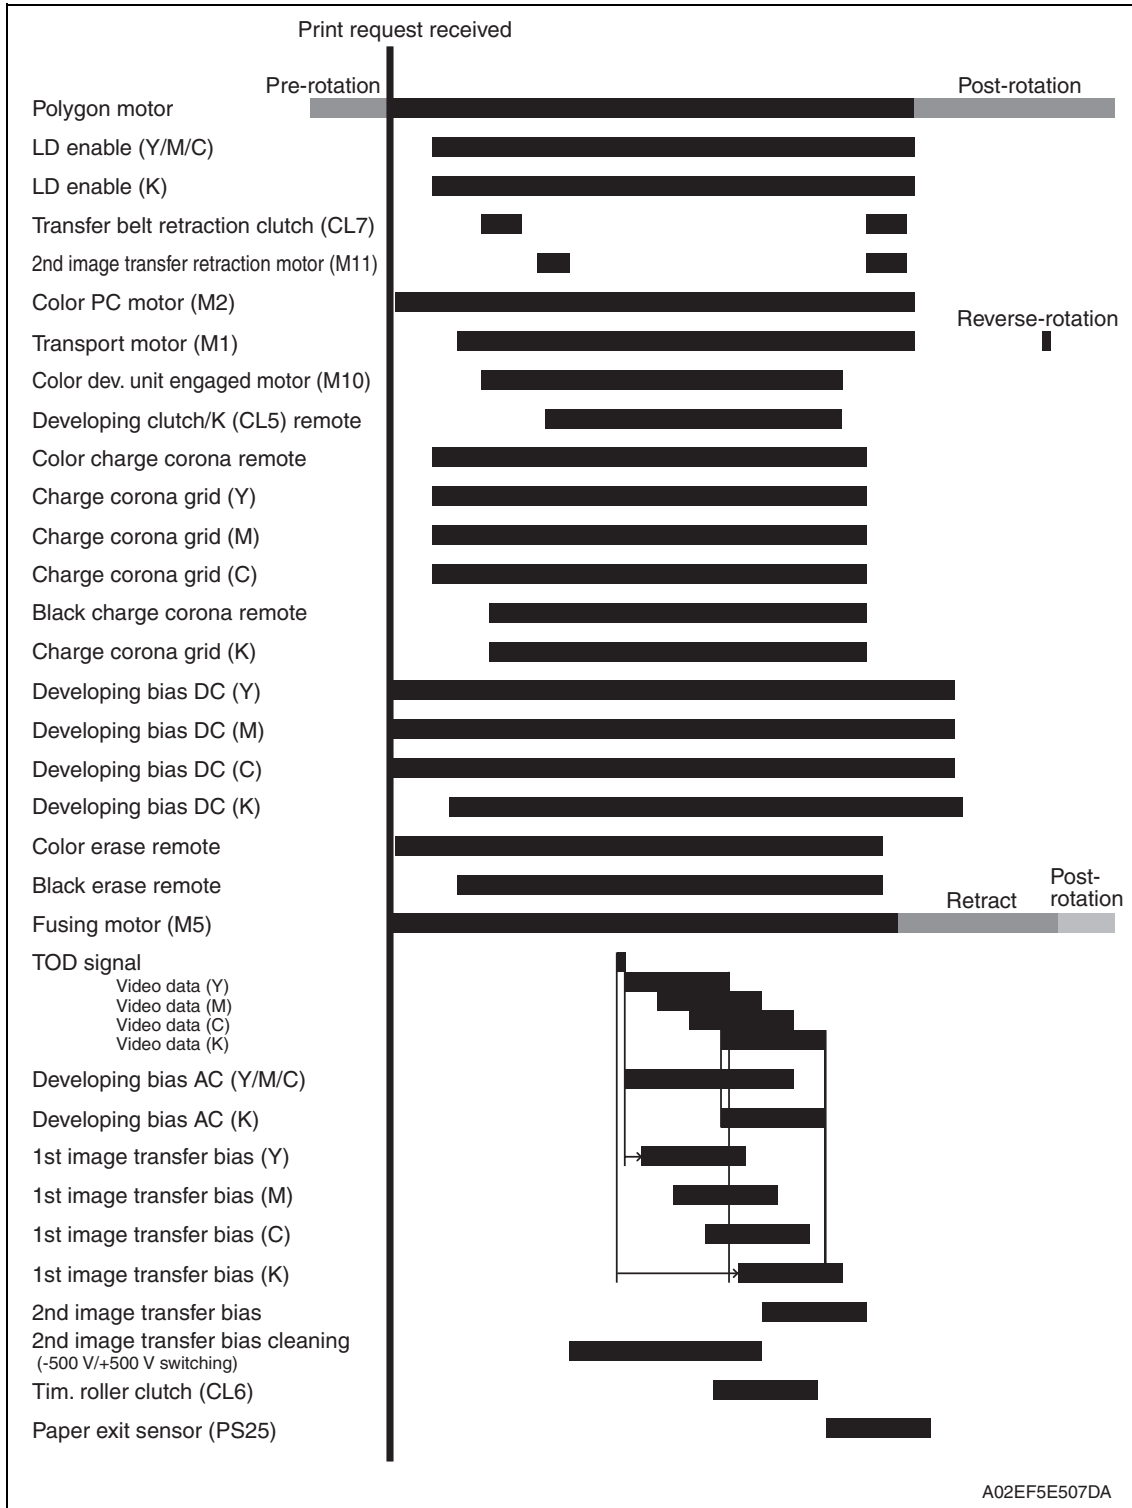 Print request received
Pre-rotation
Post-rotation
Polygon motor
LD enable (Y/M/C)
LD enable (K)
Transfer belt retraction clutch (CL7)
2nd image transfer retraction motor (M11)
Color PC motor (M2)
Reverse-rotation
Transport motor (M1)
Color dev. unit engaged motor (M10)
Developing clutch/K (CL5) remote
Color charge corona remote
Charge corona grid (Y)
Charge corona grid (M)
Charge corona grid (C)
Black charge corona remote
Charge corona grid (K)
Developing bias DC (Y)
Developing bias DC (M)
Developing bias DC (C)
Developing bias DC (K)
Color erase remote
Black erase remote
Post-
Retract
rotation
Fusing motor (M5)
TOD signal
Video data (Y)
Video data (M)
Video data (C)
Video data (K)
Developing bias AC (Y/M/C)
Developing bias AC (K)
1st image transfer bias (Y)
1st image transfer bias (M)
1st image transfer bias (C)
1st image transfer bias (K)
2nd image transfer bias
2nd image transfer bias cleaning
(-500 V/+500 V switching)
Tim. roller clutch (CL6)
Paper exit sensor (PS25)
A02EF5E507DA